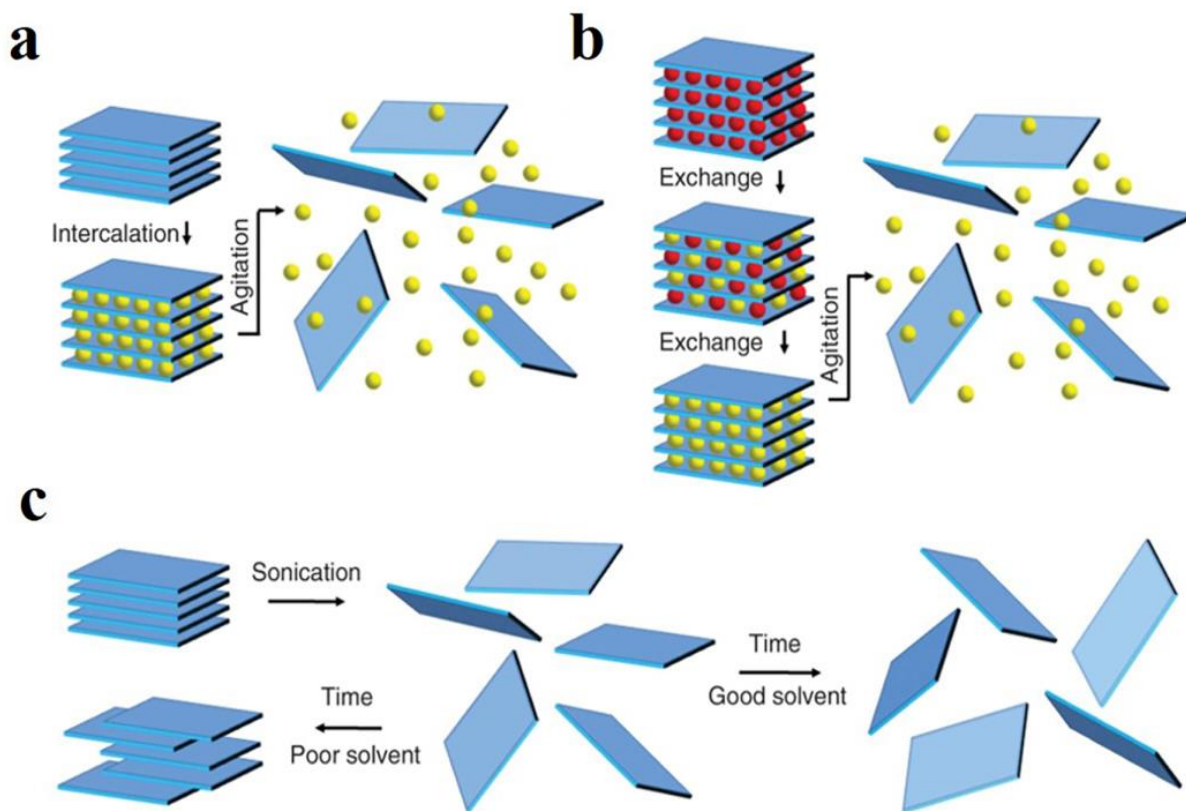 a
Intercalation
Agitation
b
Exchange
Exchange
Agitation
c
Sonication
Time
Good solvent
Time
Poor solvent